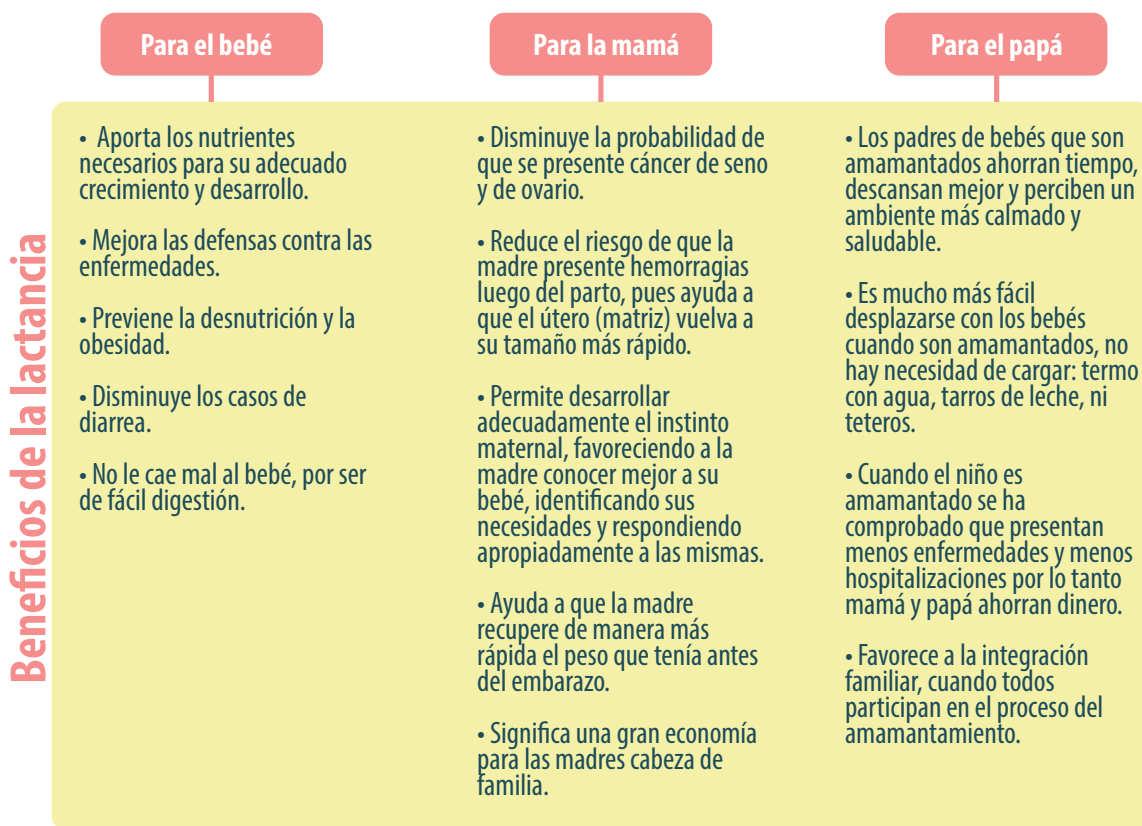 Beneficios de la lactancia
Para el bebé
• Aporta los nutrientes
necesarios para su adecuado
crecimiento y desarrollo.
• Mejora las defensas contra las
enfermedades.
• Previene la desnutrición y la
obesidad.
• Disminuye los casos de
diarrea.
• No le cae mal al bebé, por ser
de fácil digestión.
Para la mamá
• Disminuye la probabilidad de
que se presente cáncer de seno
y de ovario.
• Reduce el riesgo de que la
madre presente hemorragias
luego del parto, pues ayuda a
que el útero (matriz) vuelva a
su tamaño más rápido.
• Permite desarrollar
adecuadamente el instinto
maternal, favoreciendo a la
madre conocer mejor a su
bebé, identificando sus
necesidades y respondiendo
apropiadamente a las mismas.
• Ayuda a que la madre
recupere de manera más
rápida el peso que tenía antes
del embarazo.
• Significa una gran economía
para las madres cabeza de
familia.
Para el papá
• Los padres de bebés que son
amamantados ahorran tiempo,
descansan mejor y perciben un
ambiente más calmado y
saludable.
• Es mucho más fácil
desplazarse con los bebés
cuando son amamantados, no
hay necesidad de cargar: termo
con agua, tarros de leche, ni
teteros.
• Cuando el niño es
amamantado se ha
comprobado que presentan
menos enfermedades y menos
hospitalizaciones por lo tanto
mamá y papá ahorran dinero.
• Favorece a la integración
familiar, cuando todos
participan en el proceso del
amamantamiento.